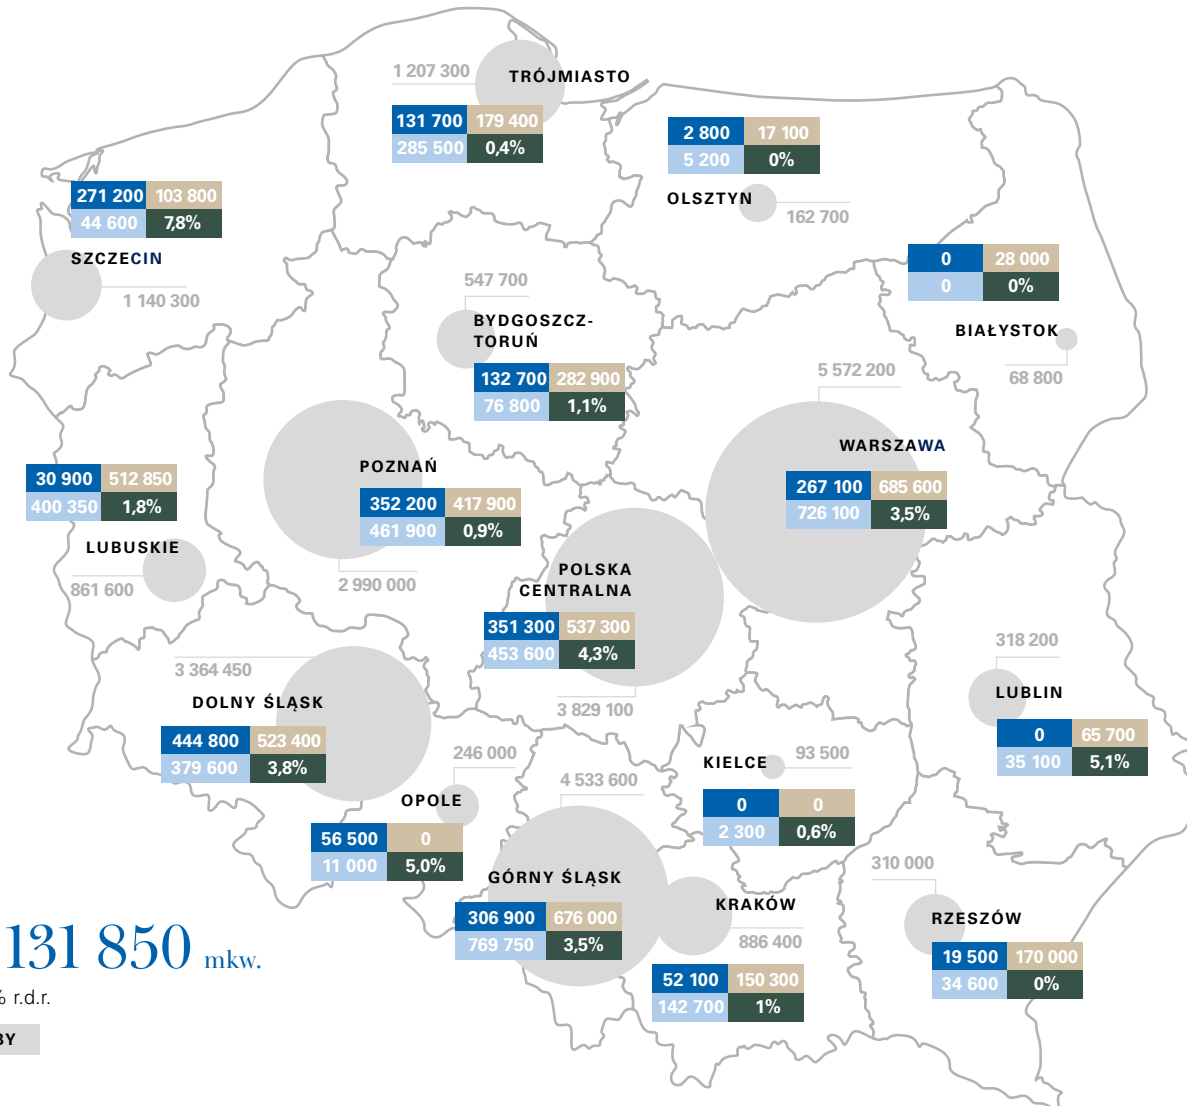 1 207 300
TRÓJMIASTO
131 700 179 400
285 500 0,4%
2 800 17 100
5 200 0%
OLSZTYN
162 700
271 200 103 800
44 600 7,8%
SZCZECIN
1 140 300
0 28 000
0 0%
BIAŁYSTOK
68 800
547 700
BYDGOSZCZ-
TORUŃ
132 700 282 900
76 800 1,1%
5 572 200
WARSZAWA
267 100 685 600
726 100 3,5%
POZNAŃ
352 200 417 900
461 900 0,9%
2 990 000
30 900 512 850
400 350 1,8%
LUBUSKIE
861 600
POLSKA
CENTRALNA
351 300 537 300
453 600 4,3%
3 829 100
3 364 450
DOLNY ŚLĄSK
444 800 523 400
379 600 3,8%
318 200
LUBLIN
0 65 700
35 100 5,1%
246 000
OPOLE
56 500 0
11 000 5,0%
KIELCE
93 500
0 0
2 300 0,6%
4 533 600
GÓRNY ŚLĄSK
306 900 676 000
769 750 3,5%
KRAKÓW
886 400
52 100 150 300
142 700 1%
310 000
RZESZÓW
19 500 170 000
34 600 0%
131 850 mkw.
% r.d.r.
BY